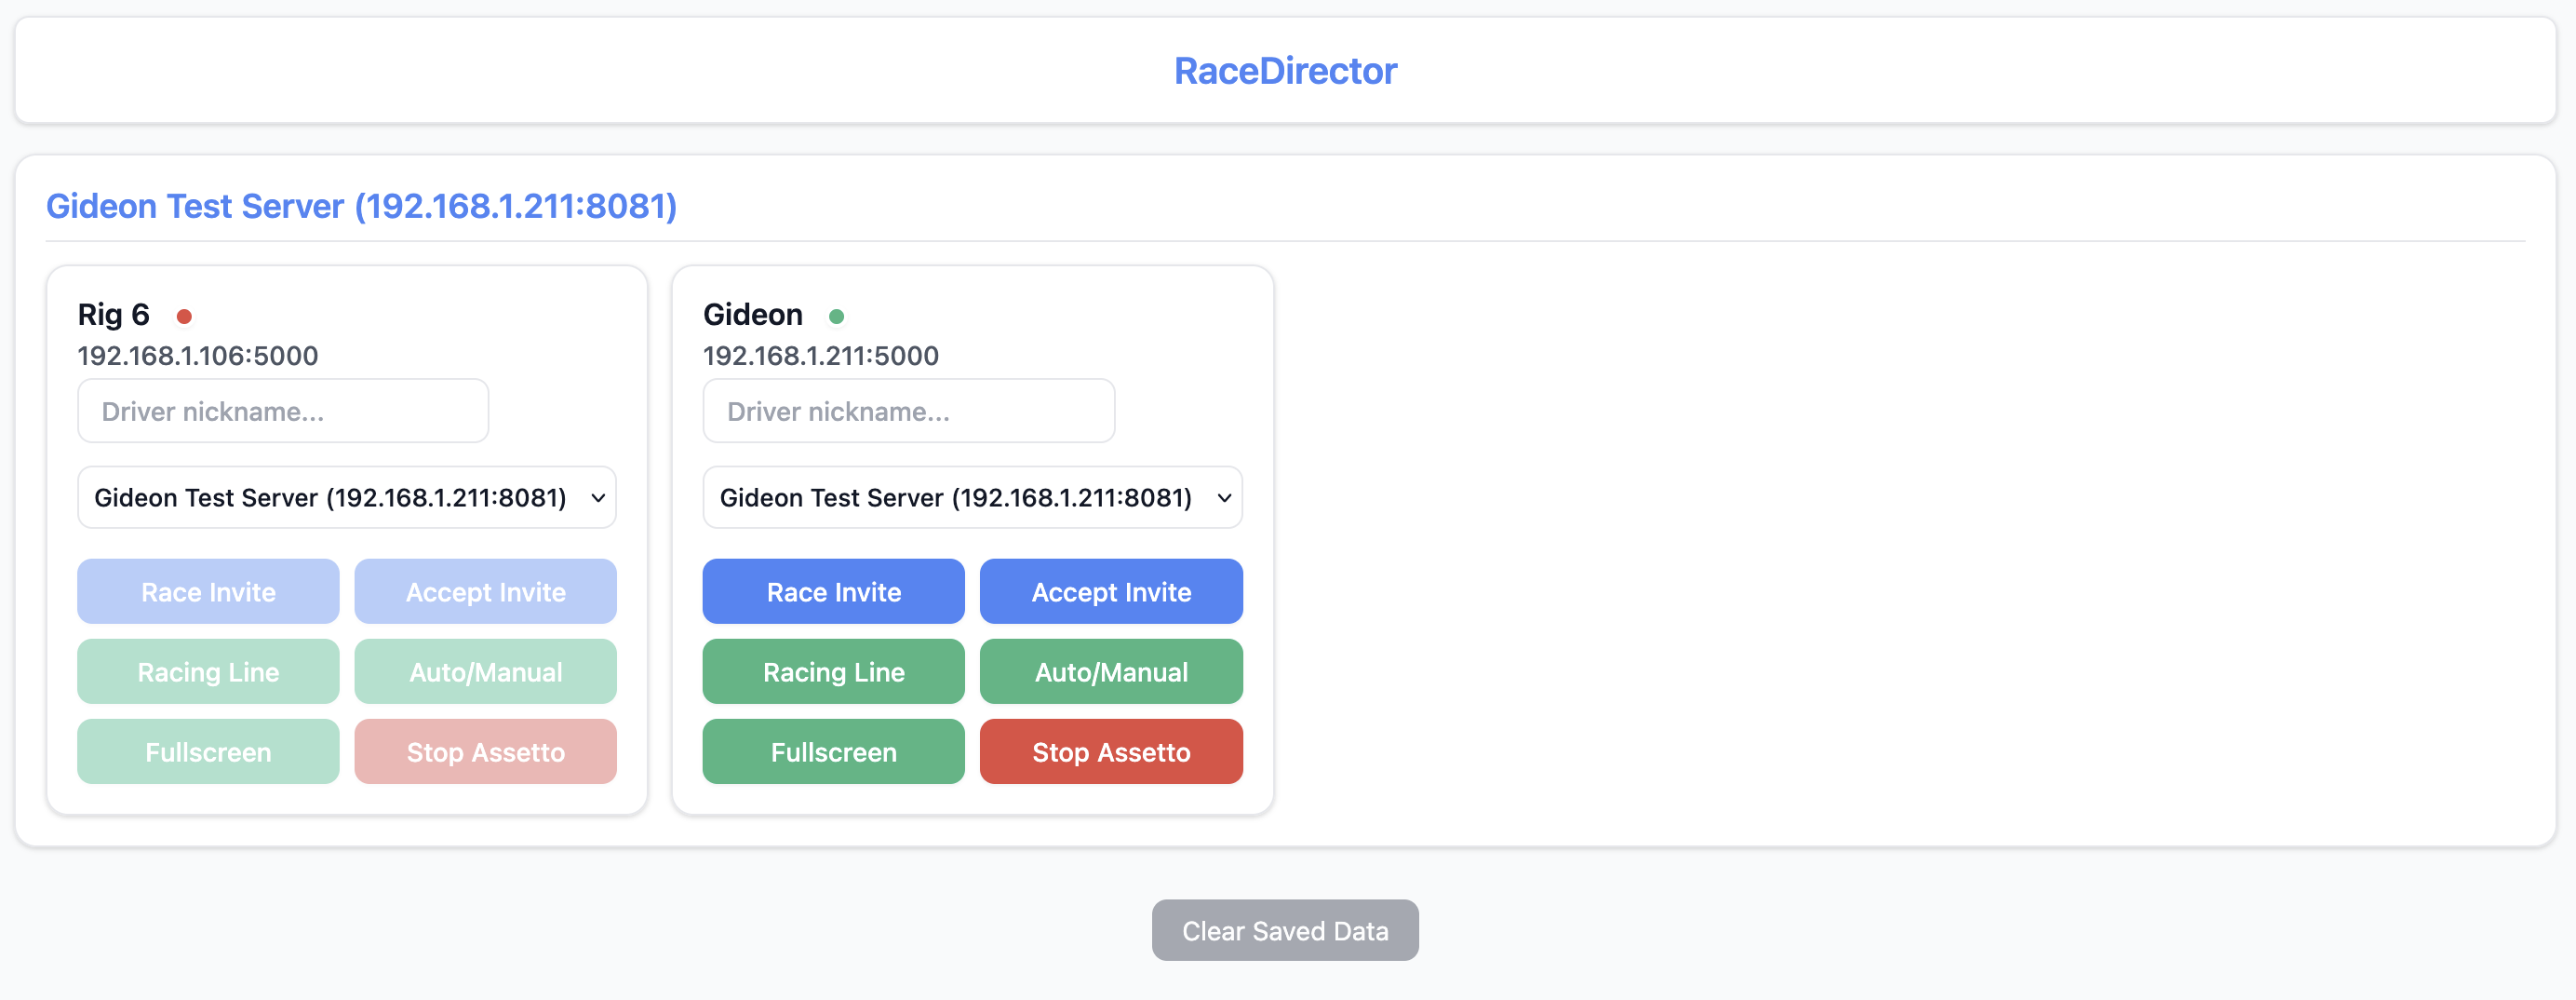 RaceDirector
Gideon Test Server (192.168.1.211:8081)
Rig 6
192.168.1.106:5000
Driver nickname...
Gideon Test Server (192.168.1.211:8081)
Race Invite
Accept Invite
Racing Line
Auto/Manual
Fullscreen
Stop Assetto
Gideon
192.168.1.211:5000
Driver nickname...
Gideon Test Server (192.168.1.211:8081)
Race Invite
Accept Invite
Racing Line
Auto/Manual
Fullscreen
Stop Assetto
Clear Saved Data